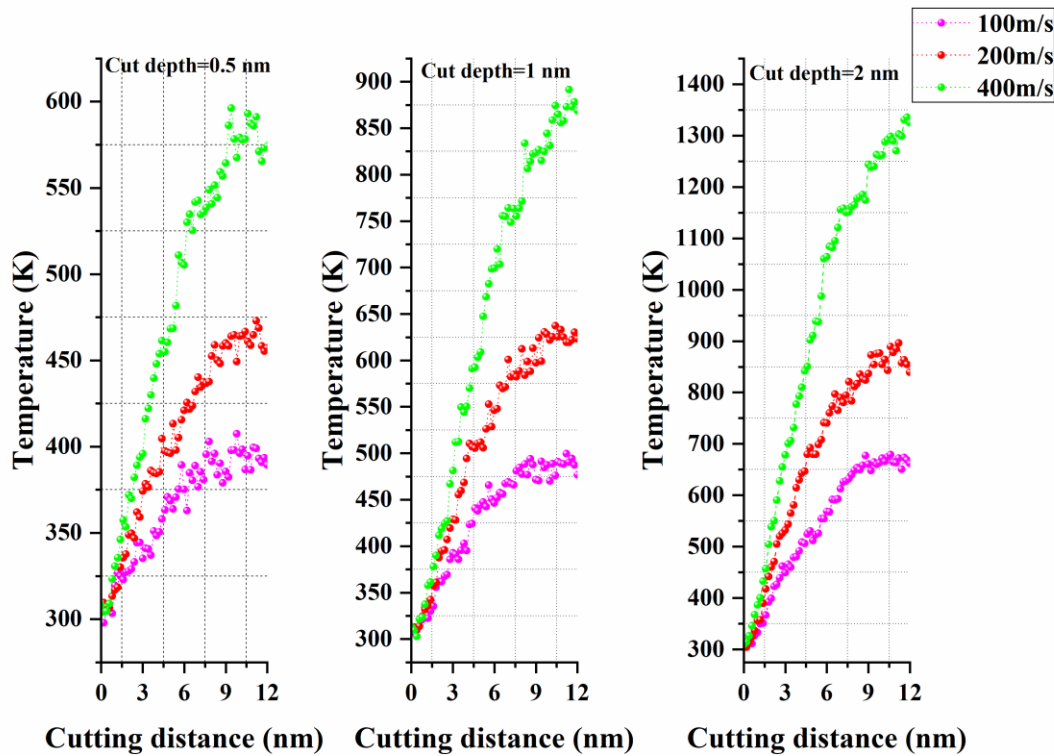 100m/s
200m/s
400m/s
Cut depth=0.5 nm
600
550
500
450
400
350
300
Temperature (K)
0 3 6 9 12
Cutting distance (nm)
Cut depth=1 nm
900
850
800
750
700
650
600
550
500
450
400
350
300
Temperature (K)
0 3 6 9 12
Cutting distance (nm)
Cut depth=2 nm
1400
1300
1200
1100
1000
900
800
700
600
500
400
300
Temperature (K)
0 3 6 9 12
Cutting distance (nm)